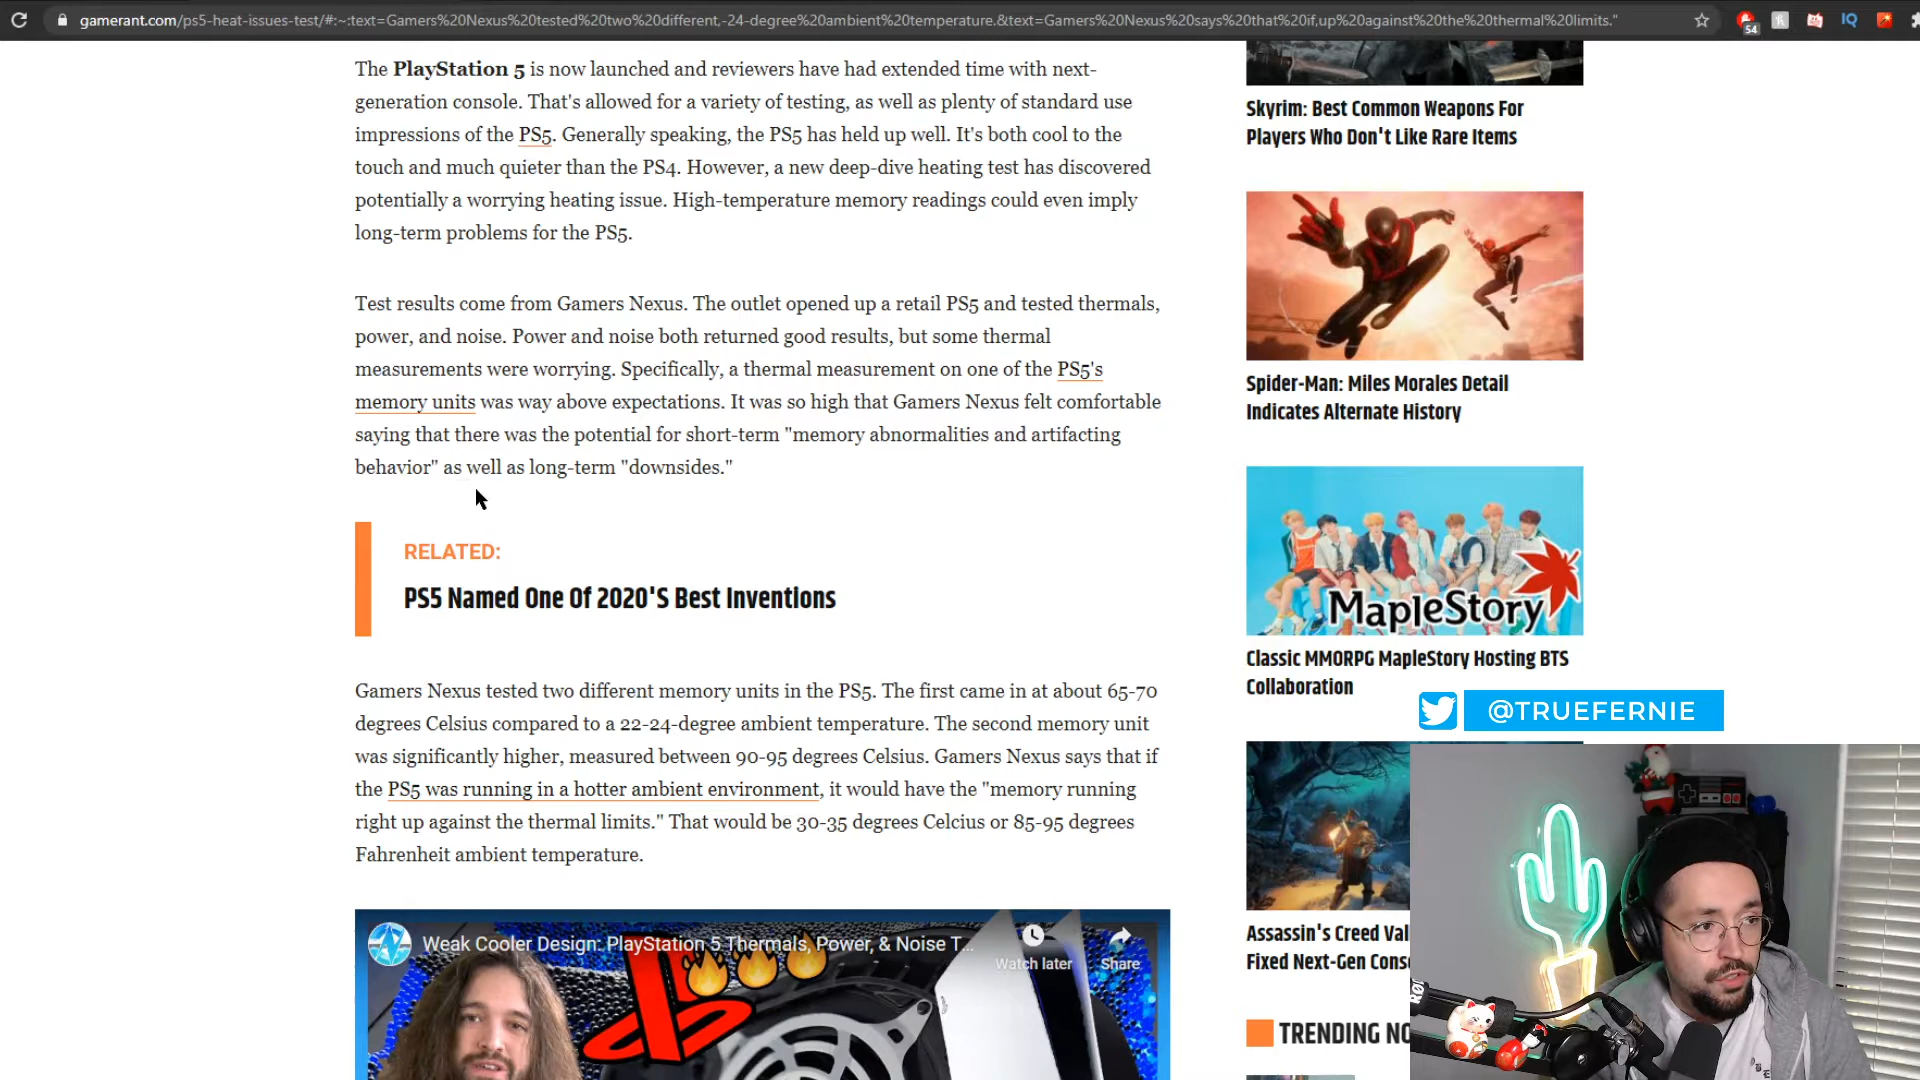 gamerant.com/ps5-heat-issues-test/#:~:text=Gamers%20Nexus%20tested%20two%20different,-24-degree%20ambient%20temperature.&text=Gamers%20Nexus%20says%20that%20if,up%20against%20the%20thermal%20limits."
54
IQ
The PlayStation 5 is now launched and reviewers have had extended time with next-
generation console. That's allowed for a variety of testing, as well as plenty of standard use
impressions of the PS5. Generally speaking, the PS5 has held up well. It's both cool to the
touch and much quieter than the PS4. However, a new deep-dive heating test has discovered
potentially a worrying heating issue. High-temperature memory readings could even imply
long-term problems for the PS5.
Test results come from Gamers Nexus. The outlet opened up a retail PS5 and tested thermals,
power, and noise. Power and noise both returned good results, but some thermal
measurements were worrying. Specifically, a thermal measurement on one of the PS5's
memory units was way above expectations. It was so high that Gamers Nexus felt comfortable
saying that there was the potential for short-term "memory abnormalities and artifacting
behavior" as well as long-term "downsides."
RELATED:
PS5 Named One Of 2020'S Best Inventions
Gamers Nexus tested two different memory units in the PS5. The first came in at about 65-70
degrees Celsius compared to a 22-24-degree ambient temperature. The second memory unit
was significantly higher, measured between 90-95 degrees Celsius. Gamers Nexus says that if
the PS5 was running in a hotter ambient environment, it would have the "memory running
right up against the thermal limits." That would be 30-35 degrees Celcius or 85-95 degrees
Fahrenheit ambient temperature.
Weak Cooler Design: PlayStation 5 Thermals, Power, & Noise T...
Watch later
Share
Skyrim: Best Common Weapons For
Players Who Don't Like Rare Items
Spider-Man: Miles Morales Detail
Indicates Alternate History
MapleStory
Classic MMORPG MapleStory Hosting BTS
Collaboration
@TRUEFERNIE
Assassin's Creed Val
Fixed Next-Gen Cons
TRENDING NO